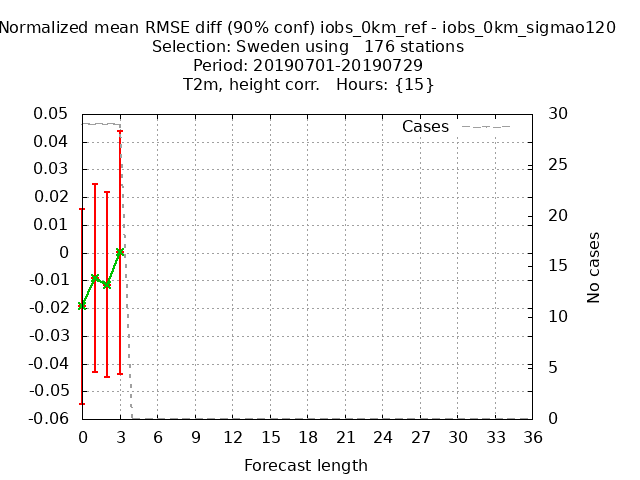 Normalized mean RMSE diff (90% conf) iobs_0km_ref - iobs_0km_sigmao120
Selection: Sweden using   176 stations
Period: 20190701-20190729
T2m, height corr.   Hours: {15}
Cases
0.05
0.04
0.03
0.02
0.01
0
-0.01
-0.02
-0.03
-0.04
-0.05
-0.06
30
25
20
15
10
5
0
No cases
0 3 6 9 12 15 18 21 24 27 30 33 36
Forecast length